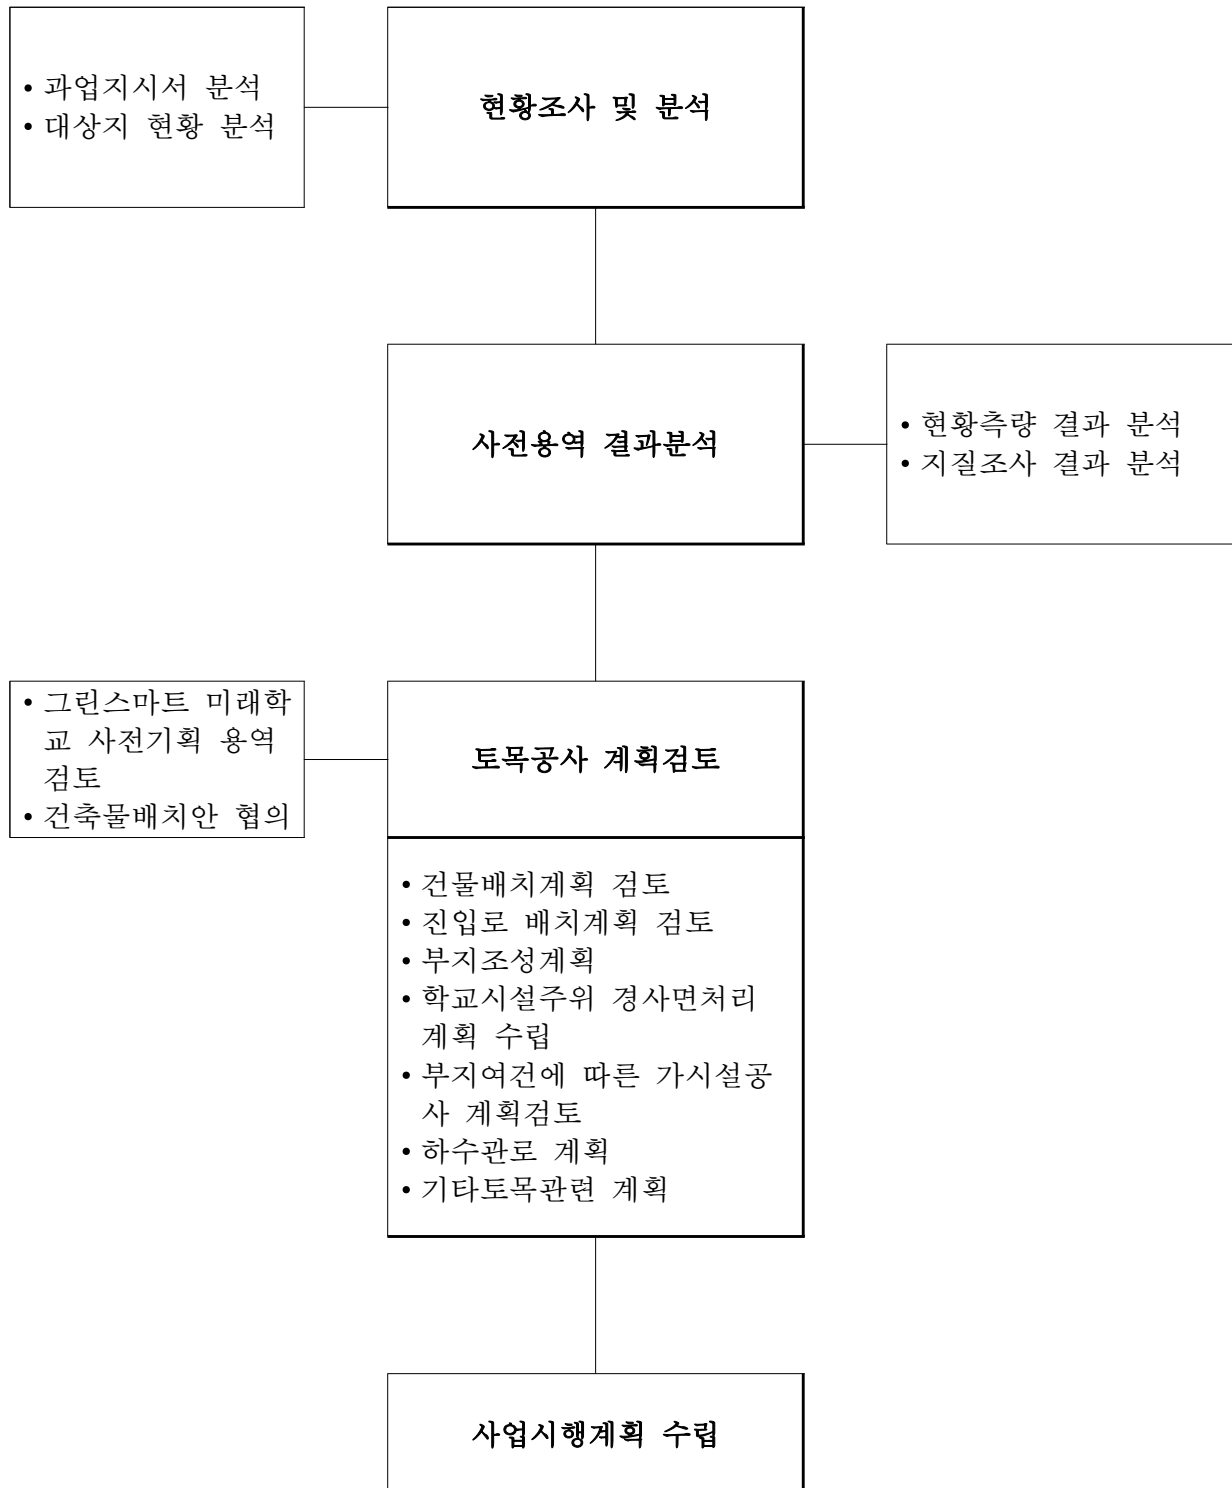 • 과업지시서 분석
• 대상지 현황 분석
현황조사 및 분석
사전용역 결과분석
• 현황측량 결과 분석
• 지질조사 결과 분석
• 그린스마트 미래학
교 사전기획 용역
검토
• 건축물배치안 협의
토목공사 계획검토
• 건물배치계획 검토
• 진입로 배치계획 검토
• 부지조성계획
• 학교시설주위 경사면처리
계획 수립
• 부지여건에 따른 가시설공
사 계획검토
• 하수관로 계획
• 기타토목관련 계획
사업시행계획 수립